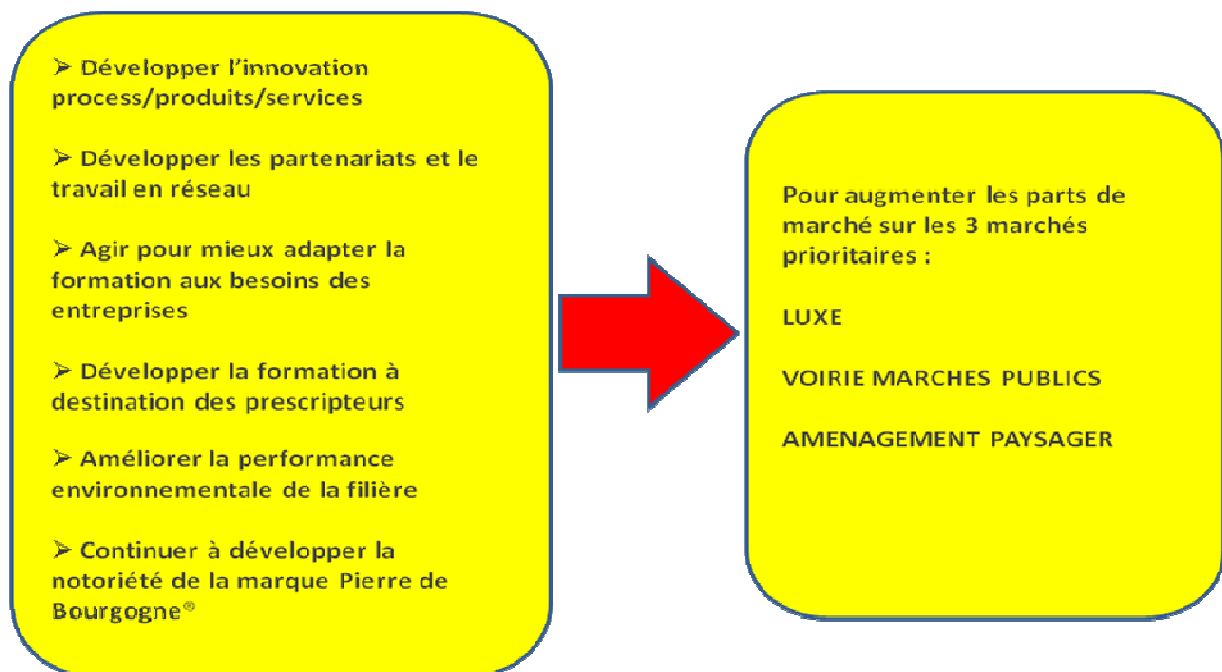 ➢ Développer l'innovation
process/produits/services
➢ Développer les partenariats et le
travail en réseau
➢ Agir pour mieux adapter la
formation aux besoins des
entreprises
➢ Développer la formation à
destination des prescripteurs
➢ Améliorer la performance
environnementale de la filière
➢ Continuer à développer la
notoriété de la marque Pierre de
Bourgogne®
Pour augmenter les parts de
marché sur les 3 marchés
prioritaires :
LUXE
VOIRIE MARCHES PUBLICS
AMENAGEMENT PAYSAGER